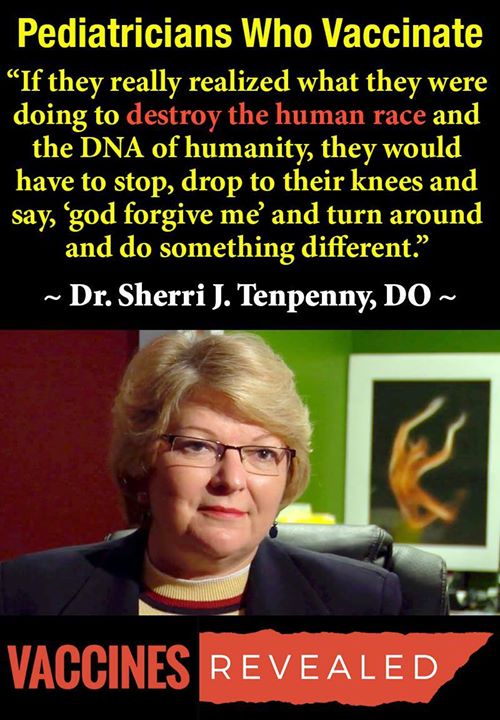 Pediatricians Who Vaccinate
“If they really realized what they were
doing to destroy the human race and
the DNA of humanity, they would
have to stop, drop to their knees and
say, ‘god forgive me’ and turn around
and do something different.”
~ Dr. Sherri J. Tenpenny, DO ~
VACCINES REVEALED